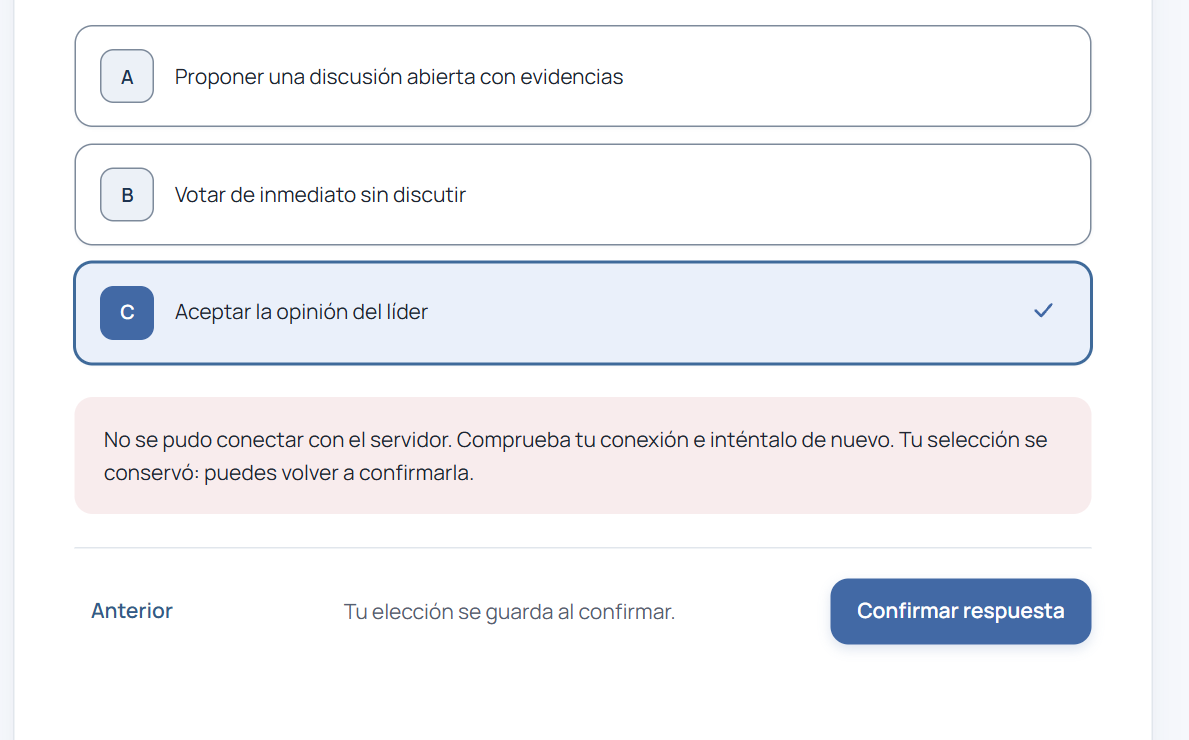 A Proponer una discusión abierta con evidencias
B Votar de inmediato sin discutir
C Aceptar la opinión del líder
No se pudo conectar con el servidor. Comprueba tu conexión e inténtalo de nuevo. Tu selección se
conservó: puedes volver a confirmarla.
Anterior Tu elección se guarda al confirmar. Confirmar respuesta